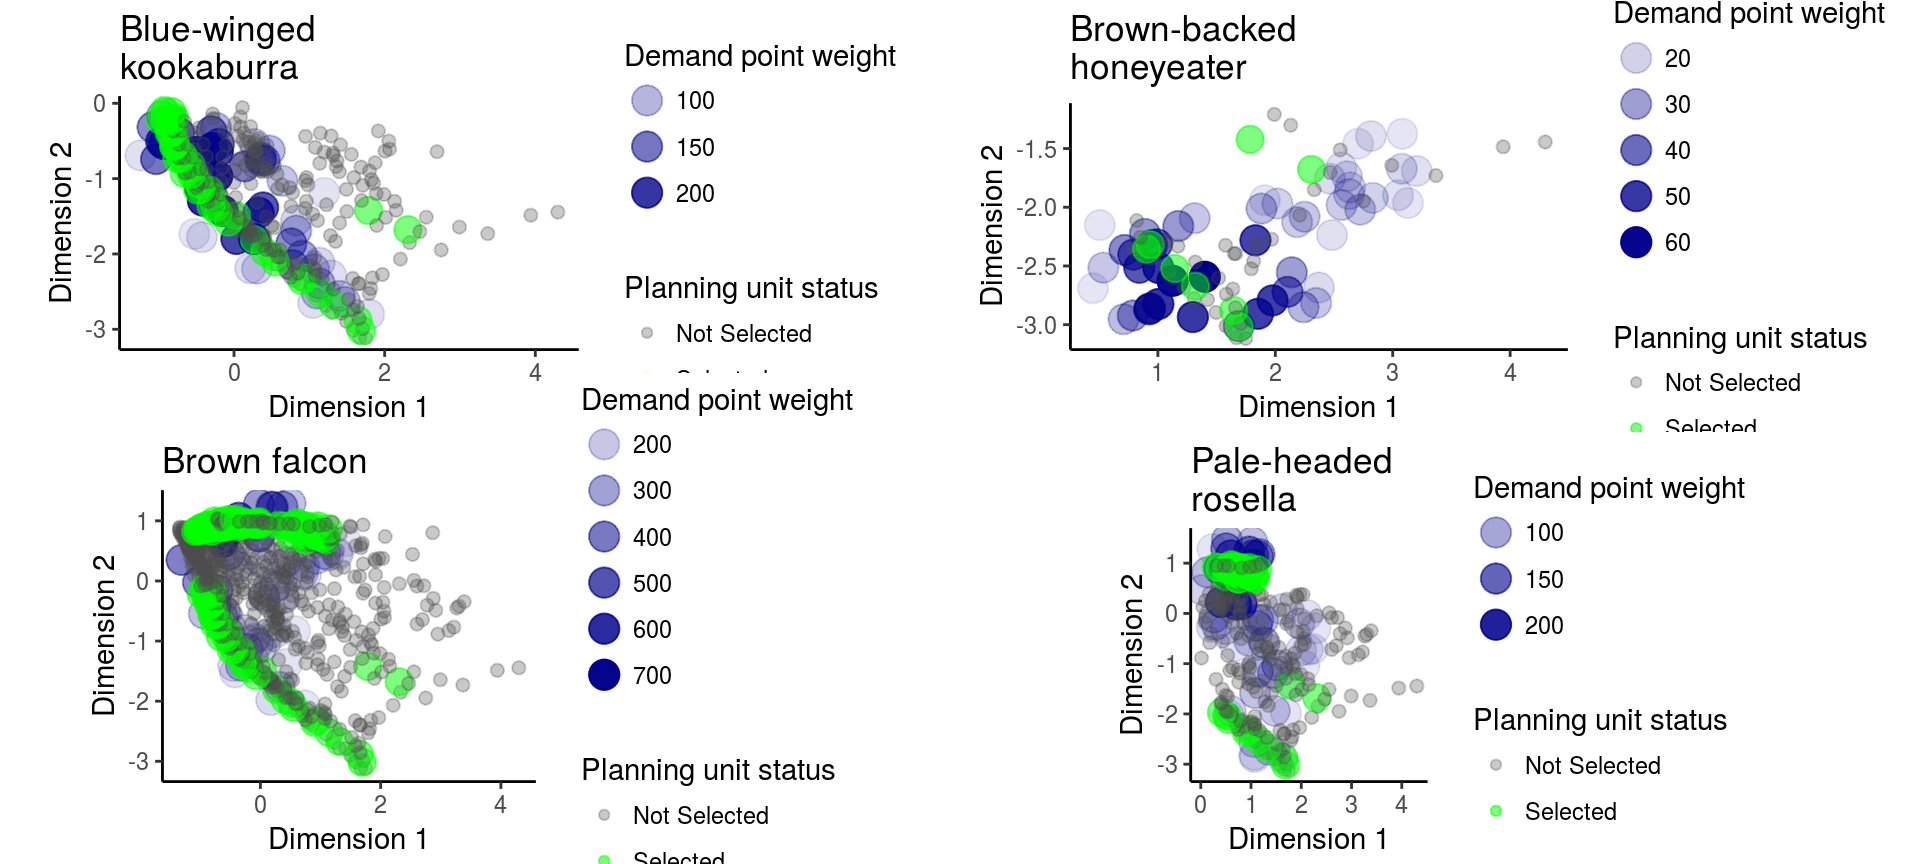 Blue-winged
kookaburra
0
-1
-2
-3
Dimension 2
0
2
4
Dimension 1
Demand point weight
100
150
200
Planning unit status
Not Selected
Selected
Brown-backed
honeyeater
-1.5
-2.0
-2.5
-3.0
Dimension 2
1
2
3
4
Dimension 1
Demand point weight
20
30
40
50
60
Planning unit status
Not Selected
Selected
Brown falcon
1
0
-1
-2
-3
Dimension 2
0
2
4
Dimension 1
Demand point weight
200
300
400
500
600
700
Planning unit status
Not Selected
Selected
Pale-headed
rosella
1
0
-1
-2
-3
Dimension 2
0
1
2
3
4
Dimension 1
Demand point weight
100
150
200
Planning unit status
Not Selected
Selected